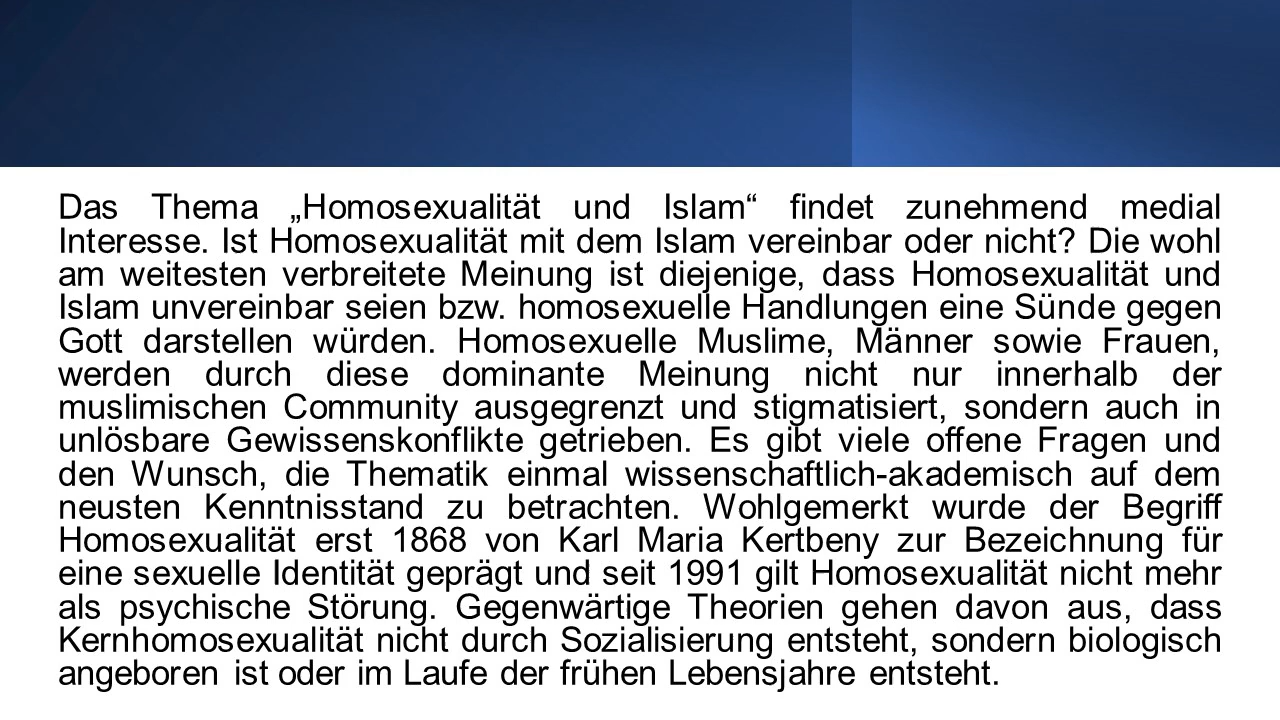 Das Thema „Homosexualität und Islam“ findet zunehmend medial
Interesse. Ist Homosexualität mit dem Islam vereinbar oder nicht? Die wohl
am weitesten verbreitete Meinung ist diejenige, dass Homosexualität und
Islam unvereinbar seien bzw. homosexuelle Handlungen eine Sünde gegen
Gott darstellen würden. Homosexuelle Muslime, Männer sowie Frauen,
werden durch diese dominante Meinung nicht nur innerhalb der
muslimischen Community ausgegrenzt und stigmatisiert, sondern auch in
unlösbare Gewissenskonflikte getrieben. Es gibt viele offene Fragen und
den Wunsch, die Thematik einmal wissenschaftlich-akademisch auf dem
neusten Kenntnisstand zu betrachten. Wohlgemerkt wurde der Begriff
Homosexualität erst 1868 von Karl Maria Kertbeny zur Bezeichnung für
eine sexuelle Identität geprägt und seit 1991 gilt Homosexualität nicht mehr
als psychische Störung. Gegenwärtige Theorien gehen davon aus, dass
Kernhomosexualität nicht durch Sozialisierung entsteht, sondern biologisch
angeboren ist oder im Laufe der frühen Lebensjahre entsteht.